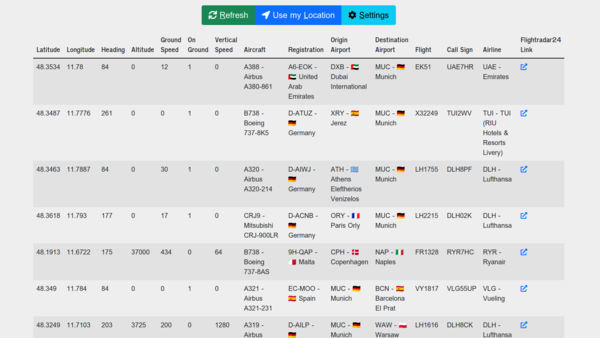 Refresh Use my Location Settings
Latitude Longitude Heading Altitude Ground Speed On Ground Vertical Speed Aircraft Registration Origin Airport Destination Airport Flight Call Sign Airline Flightradar24 Link
48.3534 11.78 84 0 12 1 0 A388 - Airbus A380-861 A6-EOK - United Arab Emirates DXB - Dubai International MUC - Munich EK51 UAE7HR UAE - Emirates
48.3487 11.7776 261 0 0 1 0 B738 - Boeing 737-8K5 D-ATUZ - Germany XRY - Jerez MUC - Munich X32249 TUI2WV TUI - TUI (RIU Hotels & Resorts Livery)
48.3463 11.7887 84 0 30 1 0 A320 - Airbus A320-214 D-AIWJ - Germany ATH - Athens Eleftherios Venizelos MUC - Munich LH1755 DLH8PF DLH - Lufthansa
48.3618 11.793 177 0 17 1 0 CRJ9 - Mitsubishi CRJ-900LR D-ACNB - Germany ORY - Paris Orly MUC - Munich LH2215 DLH02K DLH - Lufthansa
48.1913 11.6722 175 37000 434 0 64 B738 - Boeing 737-8AS 9H-QAP - Malta CPH - Copenhagen NAP - Naples FR1328 RYR7HC RYR - Ryanair
48.349 11.784 84 0 0 1 0 A321 - Airbus A321-231 EC-MOO - Spain MUC - Munich BCN - Barcelona El Prat VY1817 VLG55UP VLG - Vueling
48.3249 11.7103 203 3725 200 0 1280 A319 - Airbus D-AILP - MUC - Munich WAW - Warsaw LH1616 DLH8CK DLH - Lufthansa